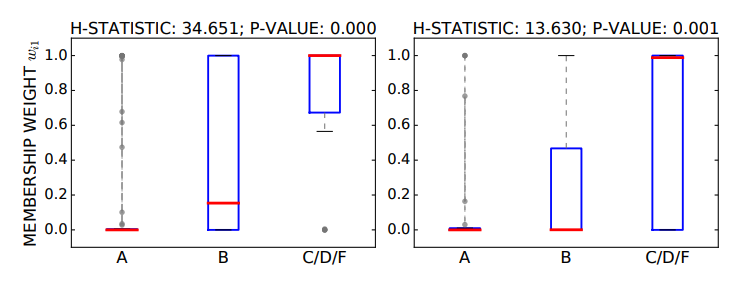 H-STATISTIC: 34.651; P-VALUE: 0.000
H-STATISTIC: 13.630; P-VALUE: 0.001
MEMBERSHIP WEIGHT w_{i1}
1.0
0.8
0.6
0.4
0.2
0.0
A B C/D/F
1.0
0.8
0.6
0.4
0.2
0.0
A B C/D/F